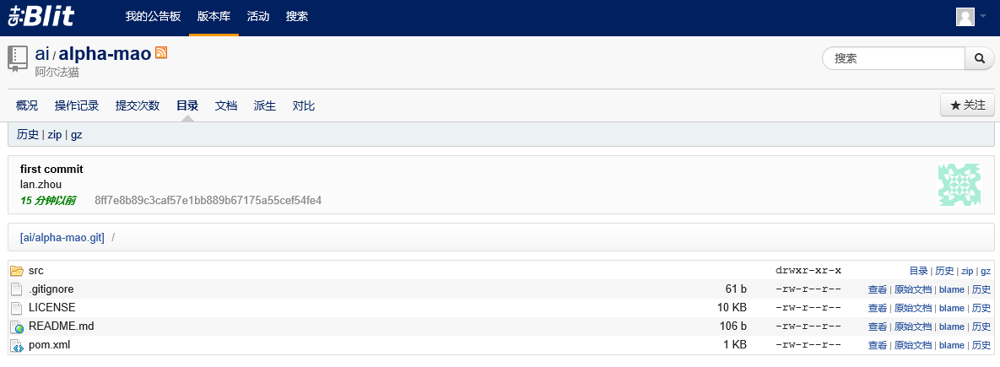 git:Blit 我的公告板 版本库 活动 搜索
ai / alpha-mao
阿尔法猫
搜索
概况 操作记录 提交次数 目录 文档 派生 对比 ★关注
历史 | zip | gz
first commit
lan.zhou
15 分钟以前 8ff7e8b89c3caf57e1bb889b67175a55cef54fe4
[ai/alpha-mao.git] /
src drwxr-xr-x 目录 | 历史 | zip | gz
.gitignore 61 b -rw-r--r-- 查看 | 原始文档 | blame | 历史
LICENSE 10 KB -rw-r--r-- 查看 | 原始文档 | blame | 历史
README.md 106 b -rw-r--r-- 查看 | 原始文档 | blame | 历史
pom.xml 1 KB -rw-r--r-- 查看 | 原始文档 | blame | 历史